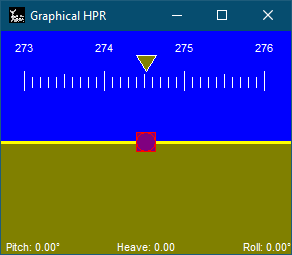 Graphical HPR
273 274 275 276
Pitch: 0.00° Heave: 0.00 Roll: 0.00°